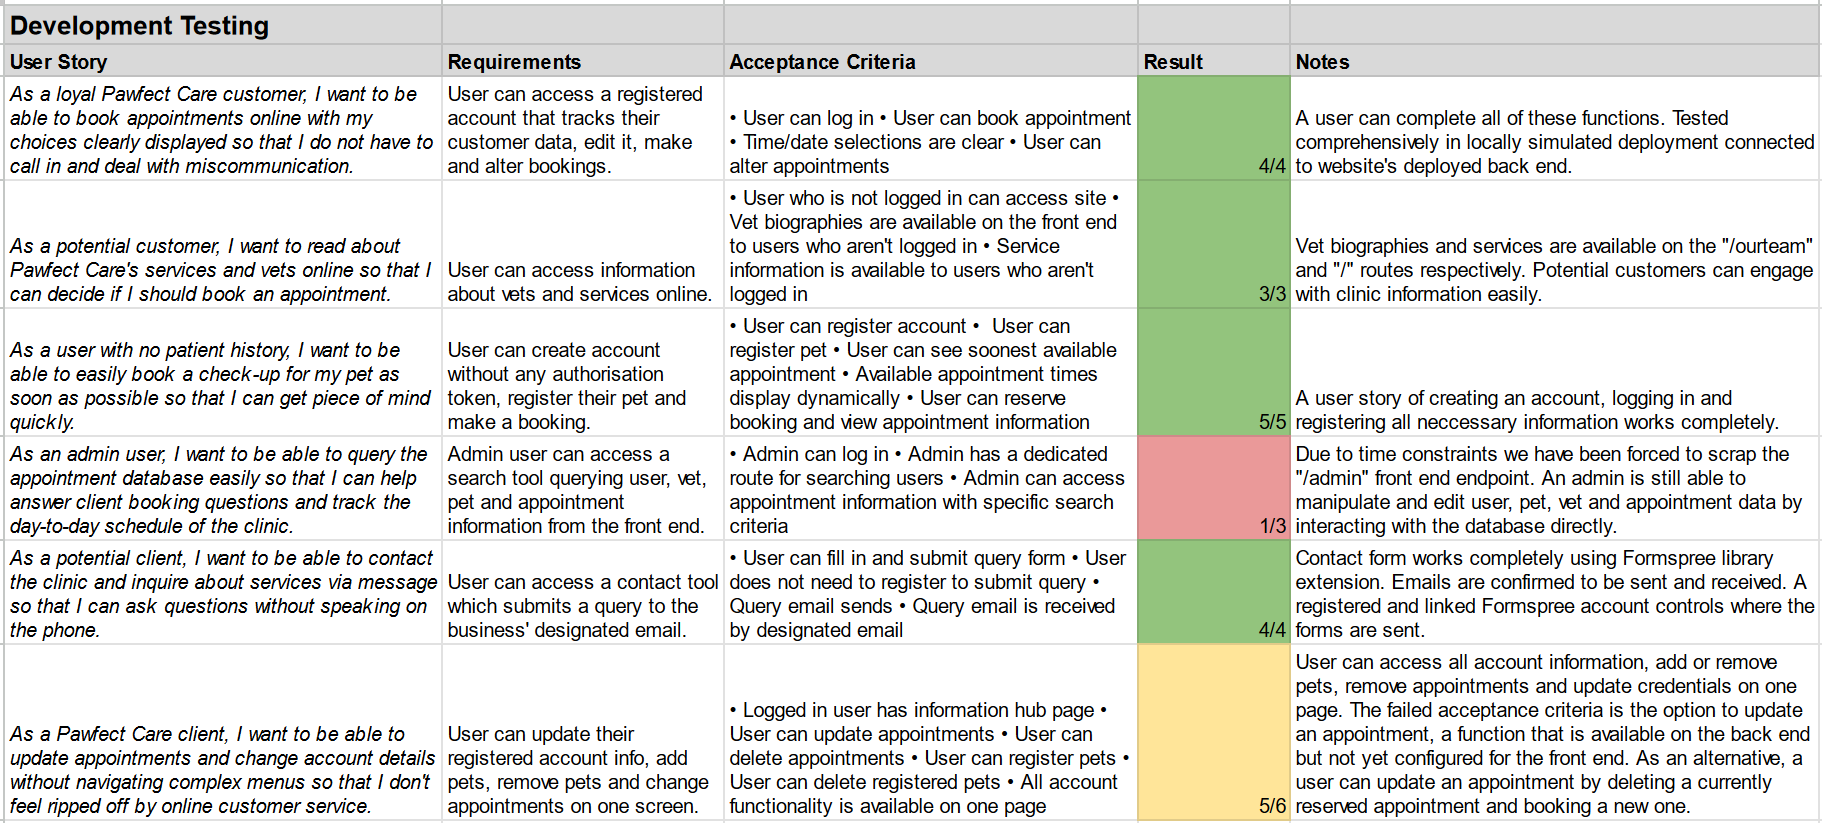 Development Testing
User Story
Requirements
Acceptance Criteria
Result
Notes
As a loyal Pawfect Care customer, I want to be
able to book appointments online with my
choices clearly displayed so that I do not have to
call in and deal with miscommunication.
User can access a registered
account that tracks their
customer data, edit it, make
and alter bookings.
• User can log in • User can book appointment
• Time/date selections are clear • User can
alter appointments
4/4
A user can complete all of these functions. Tested
comprehensively in locally simulated deployment connected
to website's deployed back end.
As a potential customer, I want to read about
Pawfect Care's services and vets online so that I
can decide if I should book an appointment.
User can access information
about vets and services online.
• User who is not logged in can access site •
Vet biographies are available on the front end
to users who aren't logged in • Service
information is available to users who aren't
logged in
3/3
Vet biographies and services are available on the "/ourteam"
and "/" routes respectively. Potential customers can engage
with clinic information easily.
As a user with no patient history, I want to be
able to easily book a check-up for my pet as
soon as possible so that I can get piece of mind
quickly.
User can create account
without any authorisation
token, register their pet and
make a booking.
• User can register account • User can
register pet • User can see soonest available
appointment • Available appointment times
display dynamically • User can reserve
booking and view appointment information
5/5
A user story of creating an account, logging in and
registering all neccessary information works completely.
As an admin user, I want to be able to query the
appointment database easily so that I can help
answer client booking questions and track the
day-to-day schedule of the clinic.
Admin user can access a
search tool querying user, vet,
pet and appointment
information from the front end.
• Admin can log in • Admin has a dedicated
route for searching users • Admin can access
appointment information with specific search
criteria
1/3
Due to time constraints we have been forced to scrap the
"/admin" front end endpoint. An admin is still able to
manipulate and edit user, pet, vet and appointment data by
interacting with the database directly.
As a potential client, I want to be able to contact
the clinic and inquire about services via message
so that I can ask questions without speaking on
the phone.
User can access a contact tool
which submits a query to the
business' designated email.
• User can fill in and submit query form • User
does not need to register to submit query •
Query email sends • Query email is received
by designated email
4/4
Contact form works completely using Formspree library
extension. Emails are confirmed to be sent and received. A
registered and linked Formspree account controls where the
forms are sent.
As a Pawfect Care client, I want to be able to
update appointments and change account details
without navigating complex menus so that I don't
feel ripped off by online customer service.
User can update their
registered account info, add
pets, remove pets and change
appointments on one screen.
• Logged in user has information hub page •
User can update appointments • User can
delete appointments • User can register pets •
User can delete registered pets • All account
functionality is available on one page
5/6
User can access all account information, add or remove
pets, remove appointments and update credentials on one
page. The failed acceptance criteria is the option to update
an appointment, a function that is available on the back end
but not yet configured for the front end. As an alternative, a
user can update an appointment by deleting a currently
reserved appointment and booking a new one.